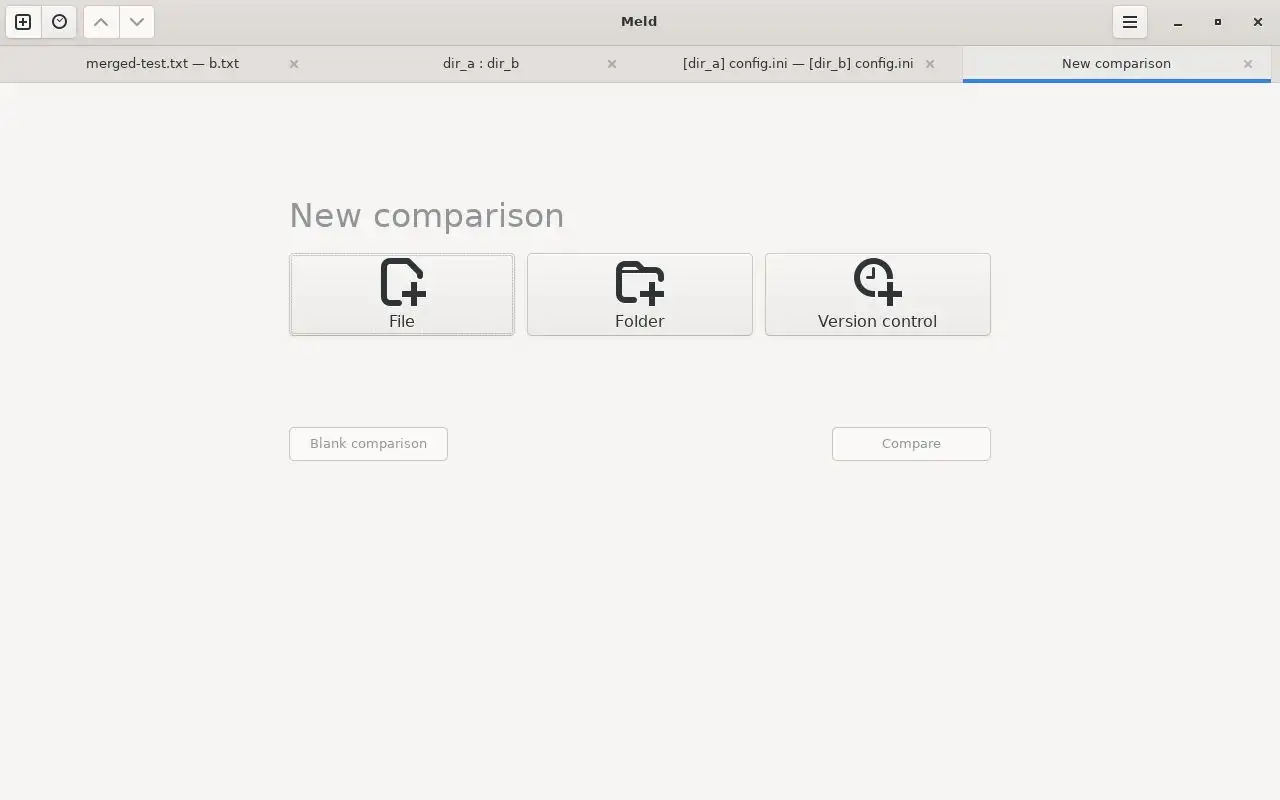 Meld
merged-test.txt — b.txt
dir_a : dir_b
[dir_a] config.ini — [dir_b] config.ini
New comparison
New comparison
File
Folder
Version control
Blank comparison
Compare